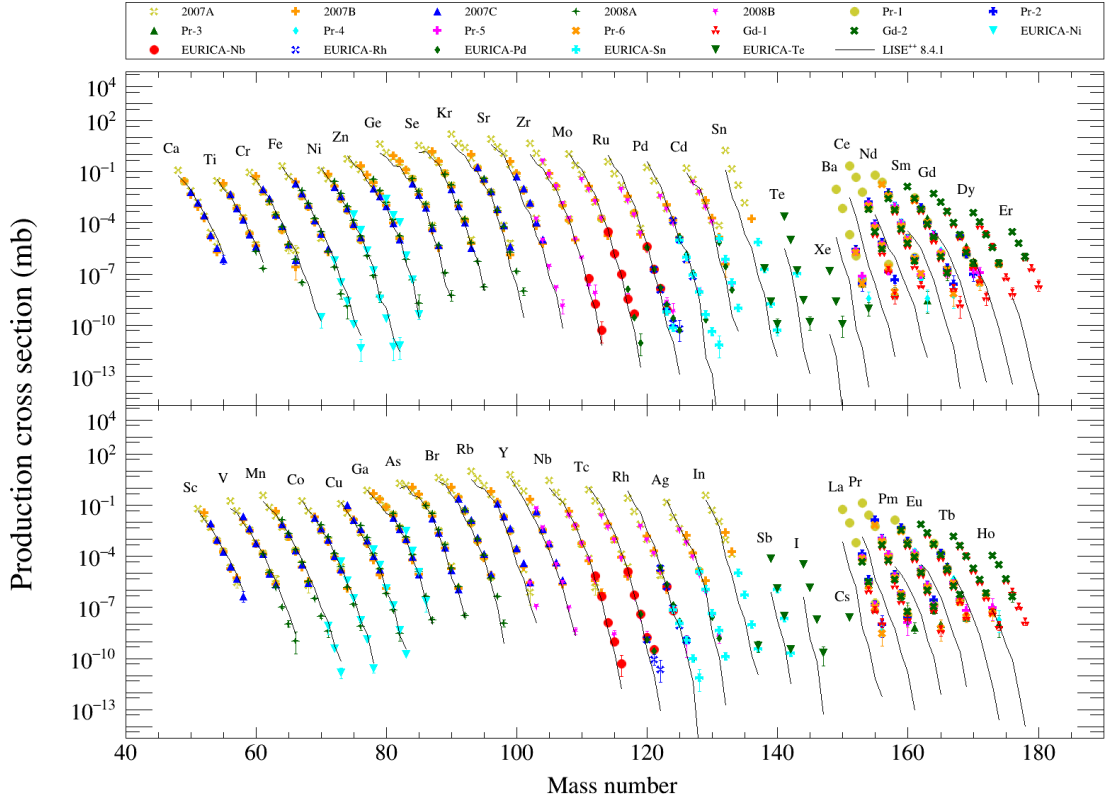 2007A 2007B 2007C 2008A 2008B Pr-1 Pr-2
Pr-3 Pr-4 Pr-5 Pr-6 Gd-1 Gd-2 EURICA-Ni
EURICA-Nb EURICA-Rh EURICA-Pd EURICA-Sn EURICA-Te LISE++ 8.4.1
Production cross section (mb)
10^4
10^2
10^-1
10^-4
10^-7
10^-10
10^-13
Ca Ti Cr Fe Ni Zn Ge Se Kr Sr Zr Mo Ru Pd Cd Sn Te Xe Ba Ce Nd Sm Gd Dy Er
10^4
10^2
10^-1
10^-4
10^-7
10^-10
10^-13
Sc V Mn Co Cu Ga As Br Rb Y Nb Tc Rh Ag In Sb I Cs La Pr Pm Eu Tb Ho
40 60 80 100 120 140 160 180
Mass number